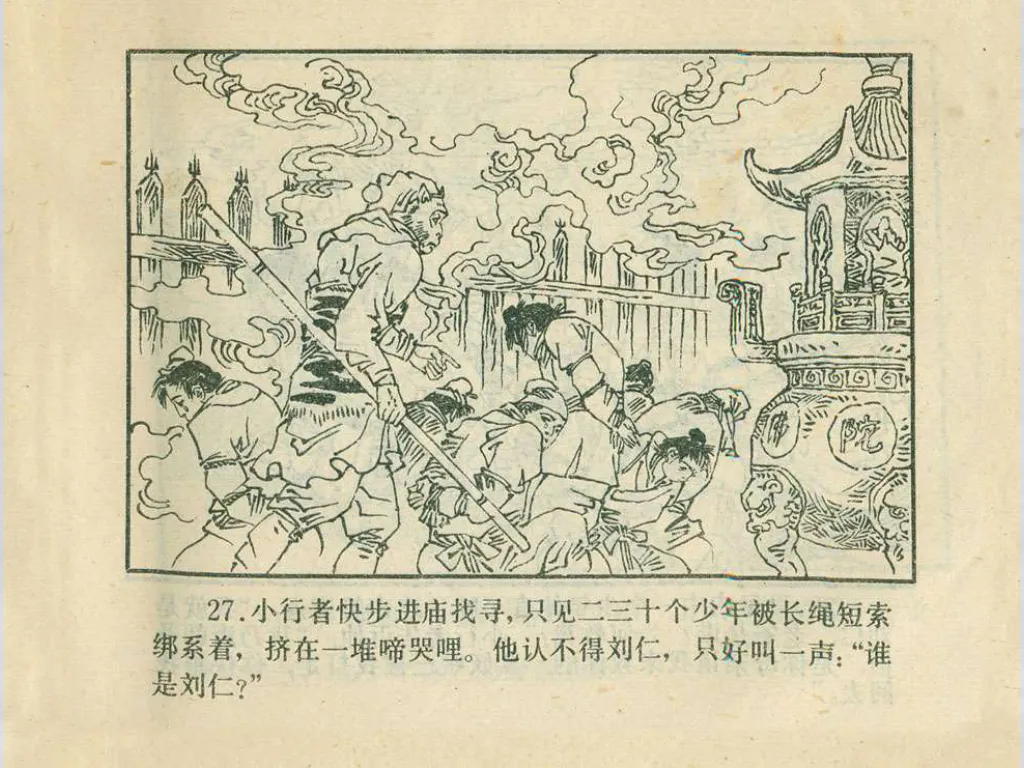 佛 陀
27.小行者快步进庙找寻,只见二三十个少年被长绳短索
绑系着，挤在一堆啼哭哩。他认不得刘仁，只好叫一声:“谁
是刘仁?”